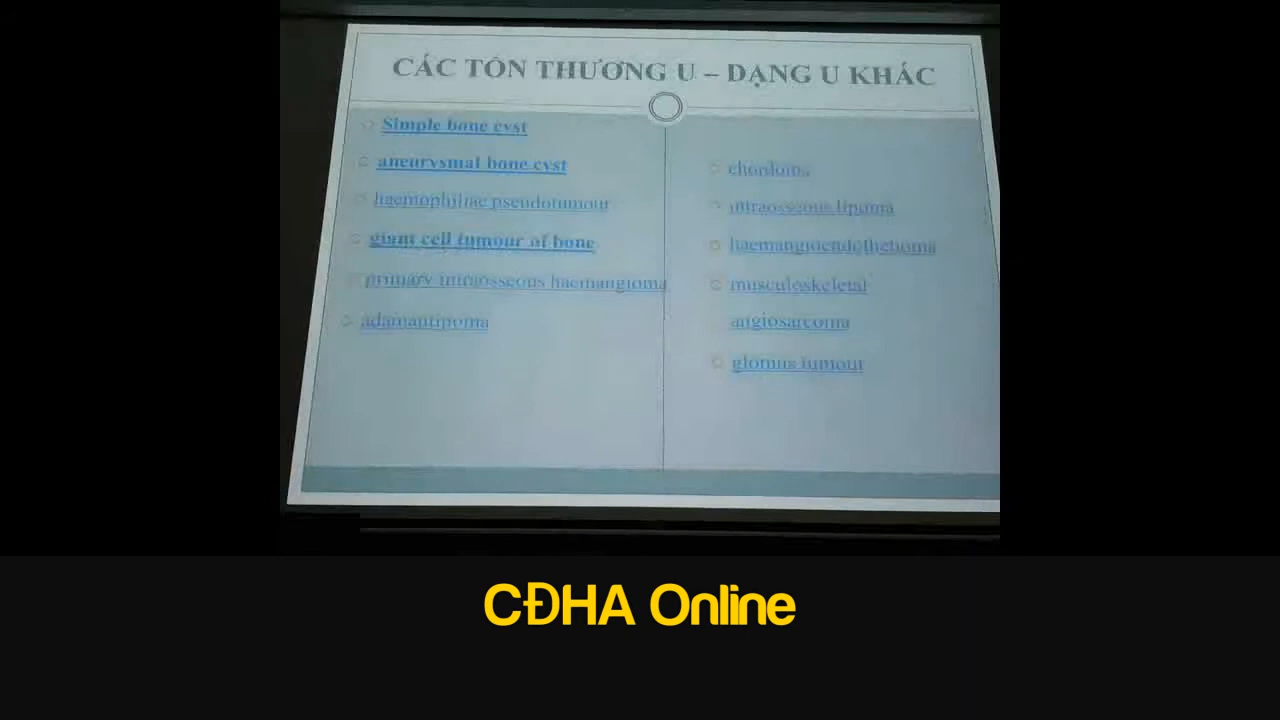 CÁC TỔN THƯƠNG U – DẠNG U KHÁC
Simple bone cyst
aneurysmal bone cyst
haemophiliac pseudotumour
giant cell tumour of bone
primary intraosseous haemangioma
adamantinoma
chordoma
intraosseous lipoma
haemangioendothelioma
musculoskeletal
angiosarcoma
glomus tumour
CĐHA Online